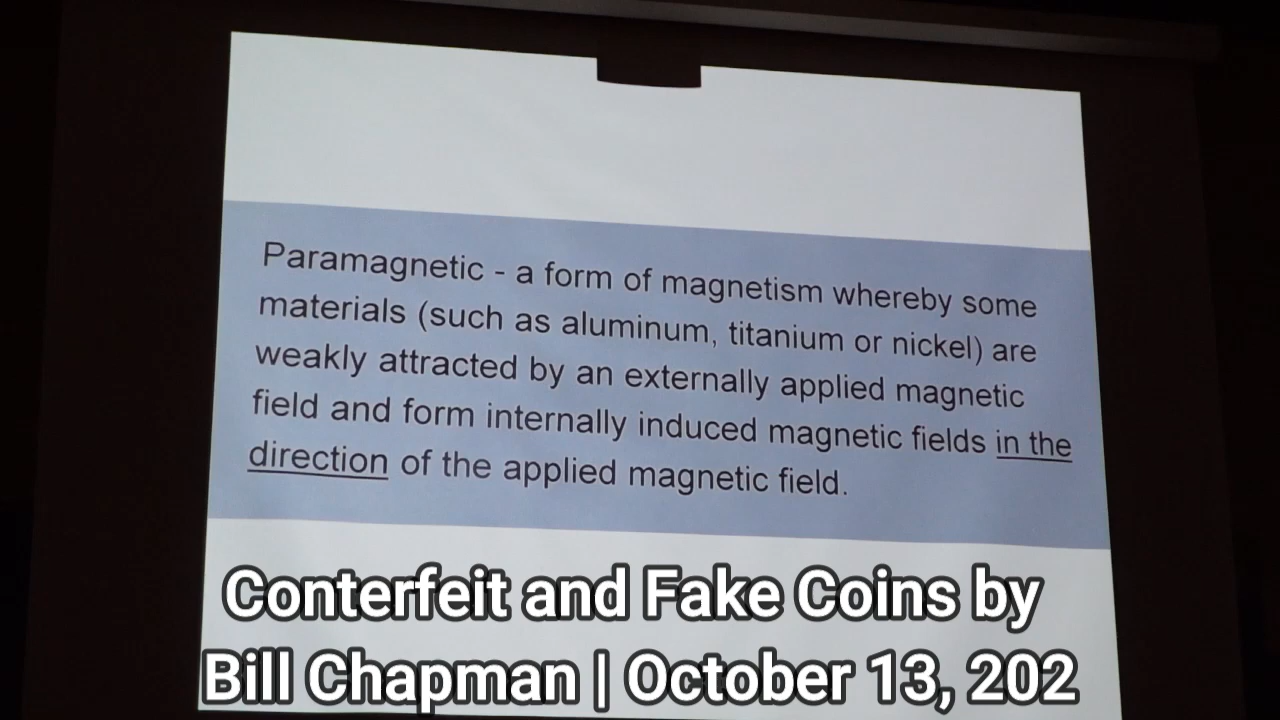 Paramagnetic - a form of magnetism whereby some
materials (such as aluminum, titanium or nickel) are
weakly attracted by an externally applied magnetic
field and form internally induced magnetic fields in the
direction of the applied magnetic field.
Conterfeit and Fake Coins by
Bill Chapman | October 13, 202